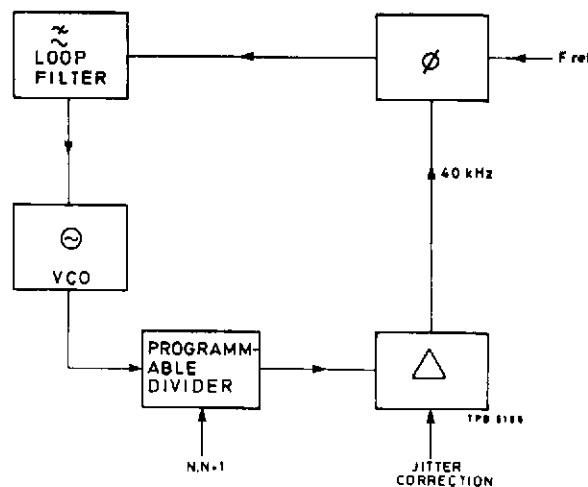 LOOP
FILTER
Ø
F ref
40 kHz
VCO
PROGRAMM-
ABLE
DIVIDER
N,N+1
JITTER
CORRECTION